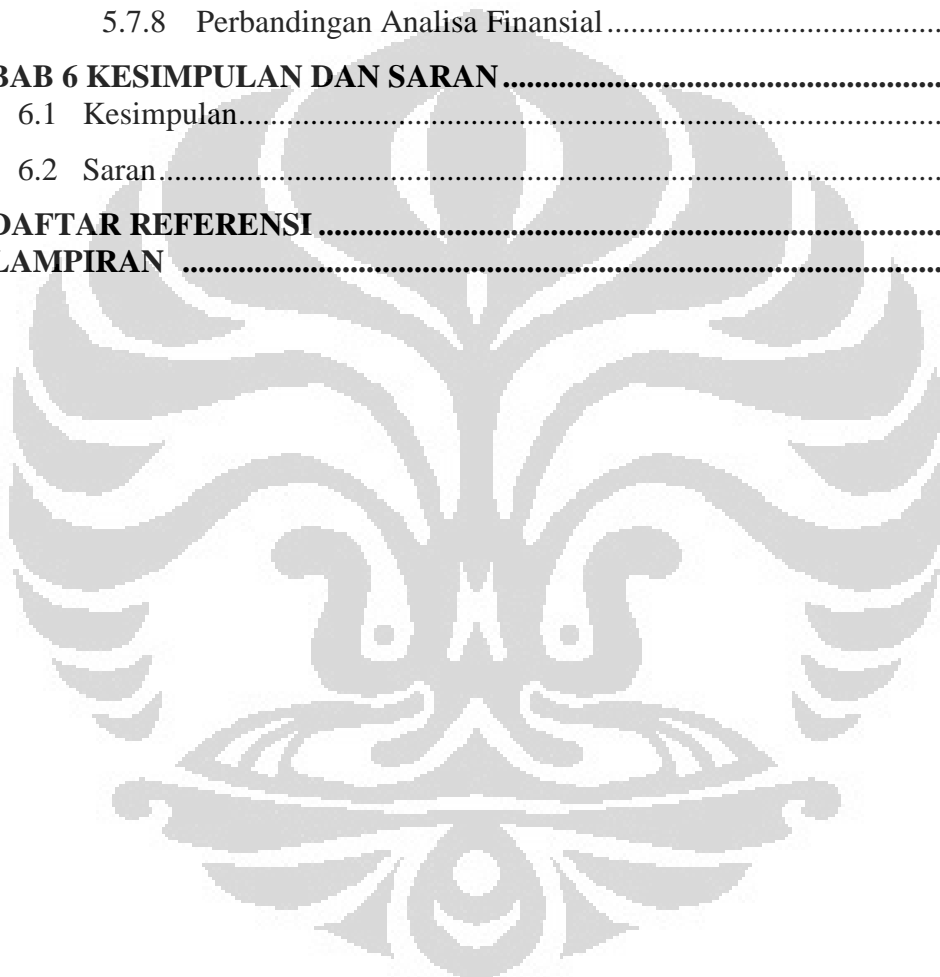 5.7.8 Perbandingan Analisa Finansial.......................................
BAB 6 KESIMPULAN DAN SARAN.......................................................
6.1 Kesimpulan...............................................................................
6.2 Saran........................................................................................
DAFTAR REFERENSI ..........................................................................
LAMPIRAN ..........................................................................................